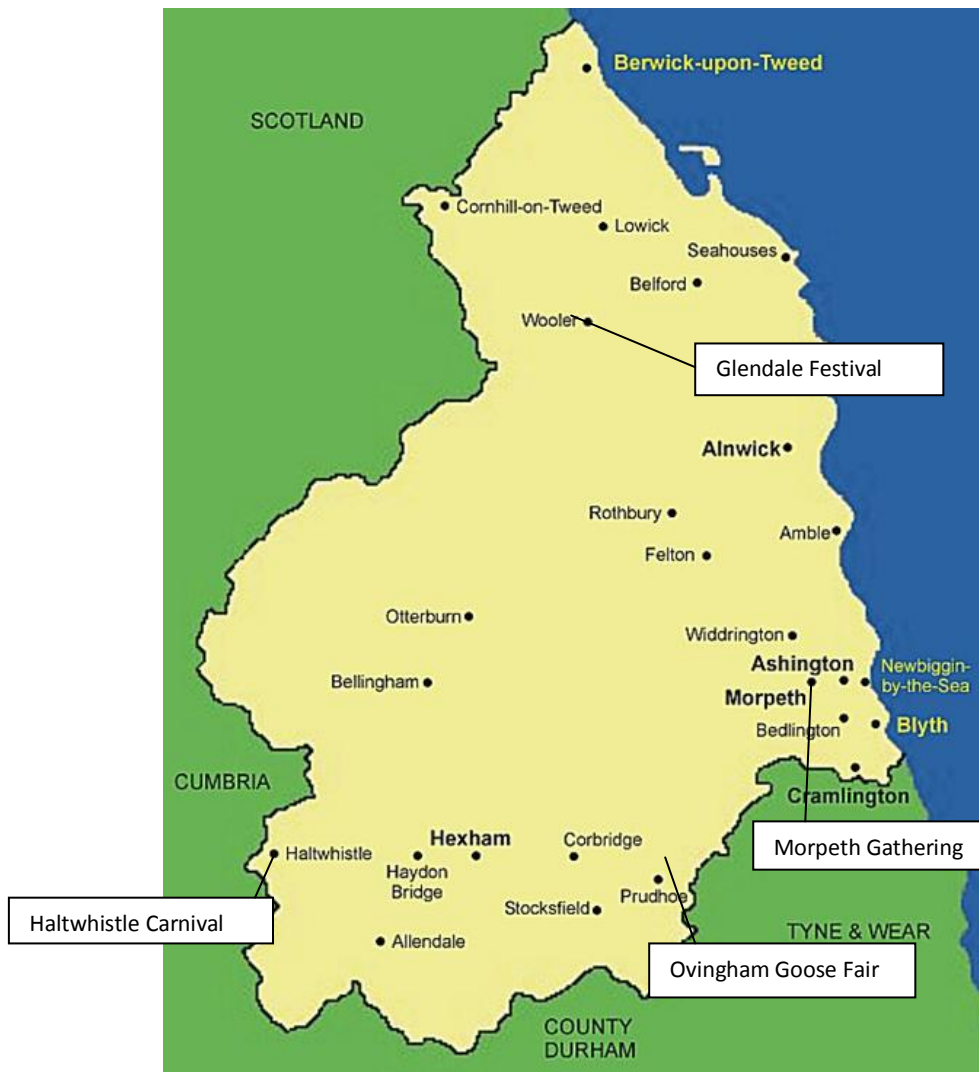 Berwick-upon-Tweed
SCOTLAND
Cornhill-on-Tweed
Lowick
Seahouses
Belford
Wooler
Glendale Festival
Alnwick
Rothbury
Amble
Felton
Otterburn
Widdrington
Ashington
Newbiggin-
by-the-Sea
Bellingham
Morpeth
Bedlington
Blyth
CUMBRIA
Cramlington
Morpeth Gathering
Haltwhistle
Hexham
Corbridge
Haydon
Bridge
Prudhoe
Stocksfield
Haltwhistle Carnival
Allendale
TYNE & WEAR
Ovingham Goose Fair
COUNTY
DURHAM